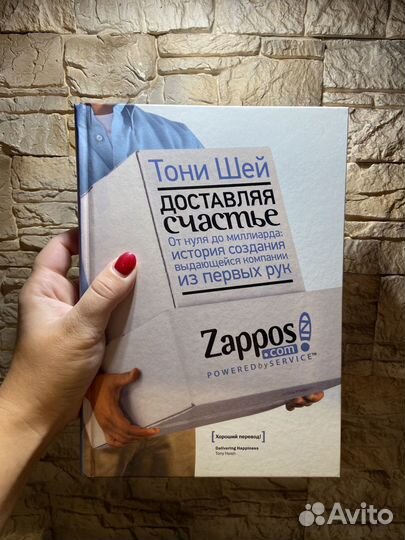 Тони Шей
ДОСТАВЛЯЯ
счастье
От нуля до миллиарда:
история создания
выдающейся компании
из первых рук
Zappos
.com
POWERED by SERVICE™
[Хороший перевод!]
Delivering Happiness
Tony Hsieh
Avito